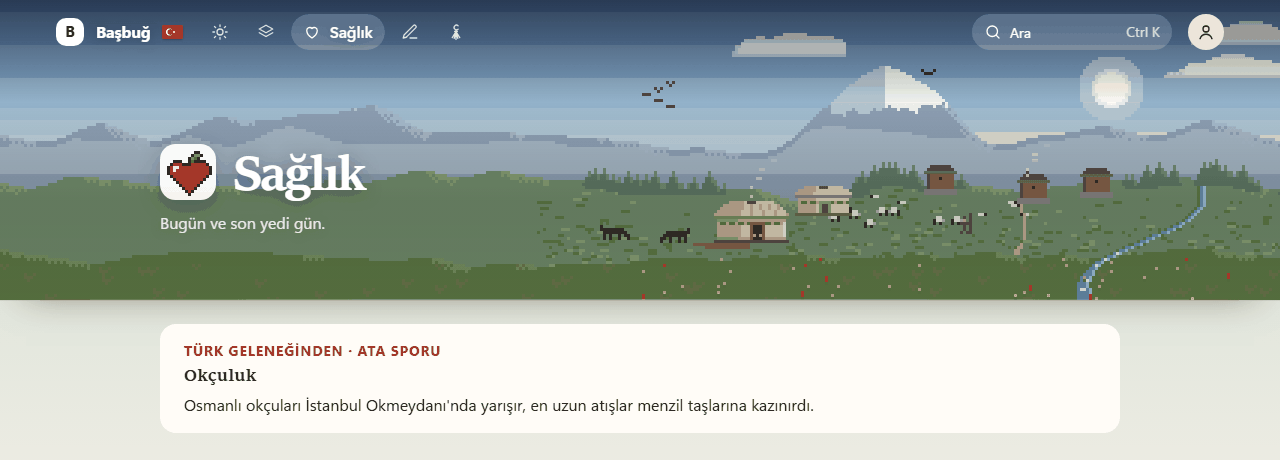 B Başbuğ Sağlık Ara Ctrl K
Sağlık
Bugün ve son yedi gün.
TÜRK GELENEĞİNDEN · ATA SPORU
Okçuluk
Osmanlı okçuları İstanbul Okmeydanı'nda yarışır, en uzun atışlar menzil taşlarına kazınırdı.